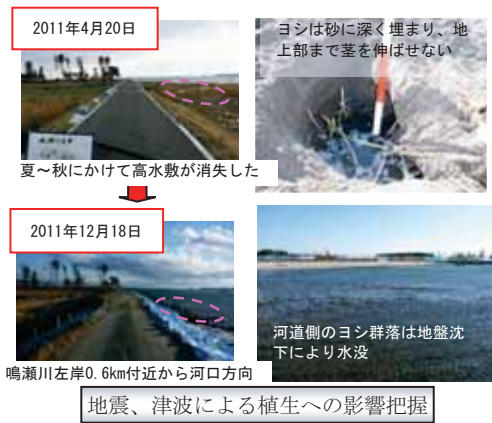 2011年4月20日
ヨシは砂に深く埋まり、地
上部まで茎を伸ばせない
夏～秋にかけて高水敷が消失した
2011年12月18日
河道側のヨシ群落は地盤沈
下により水没
鳴瀬川左岸0.6km付近から河口方向
地震、津波による植生への影響把握